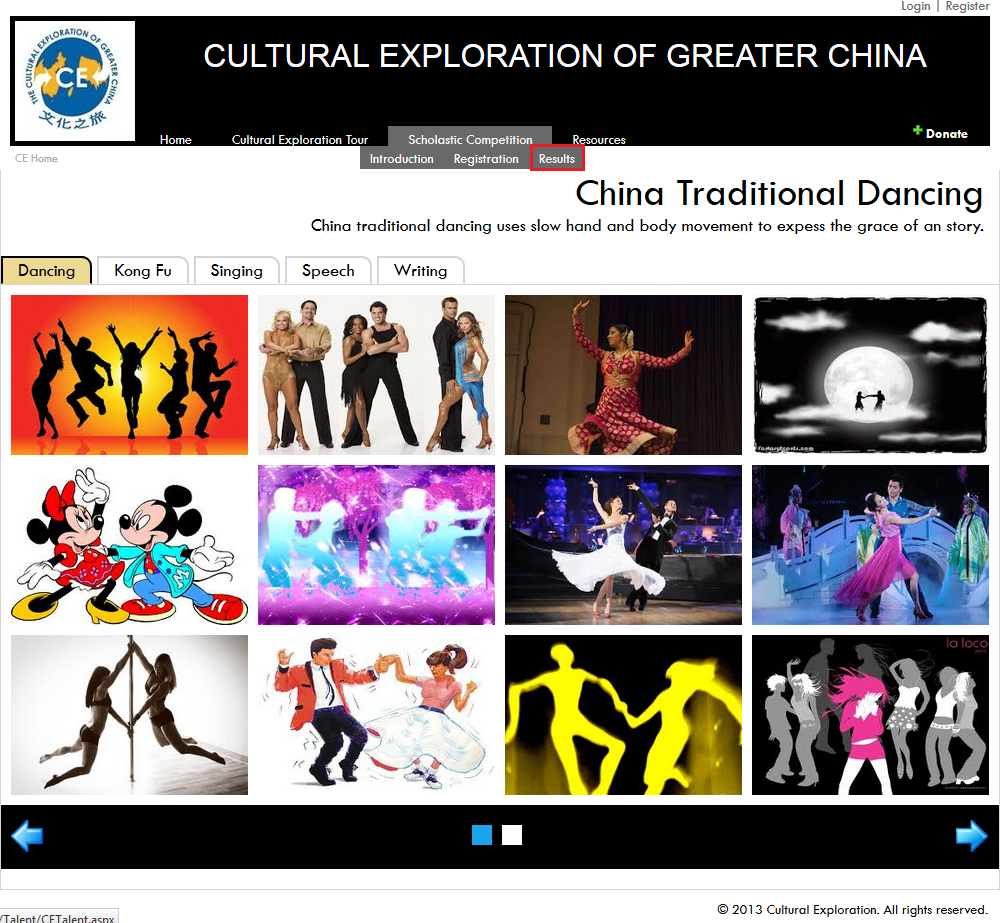 Login | Register
THE CULTURAL EXPLORATION OF GREATER CHINA
CE
文化之旅
CULTURAL EXPLORATION OF GREATER CHINA
Home Cultural Exploration Tour Scholastic Competition Resources Donate
CE Home Introduction Registration Results
China Traditional Dancing
China traditional dancing uses slow hand and body movement to expess the grace of an story.
Dancing Kong Fu Singing Speech Writing
M
la loco
© 2013 Cultural Exploration. All rights reserved.
/Talent/CETalent.aspx